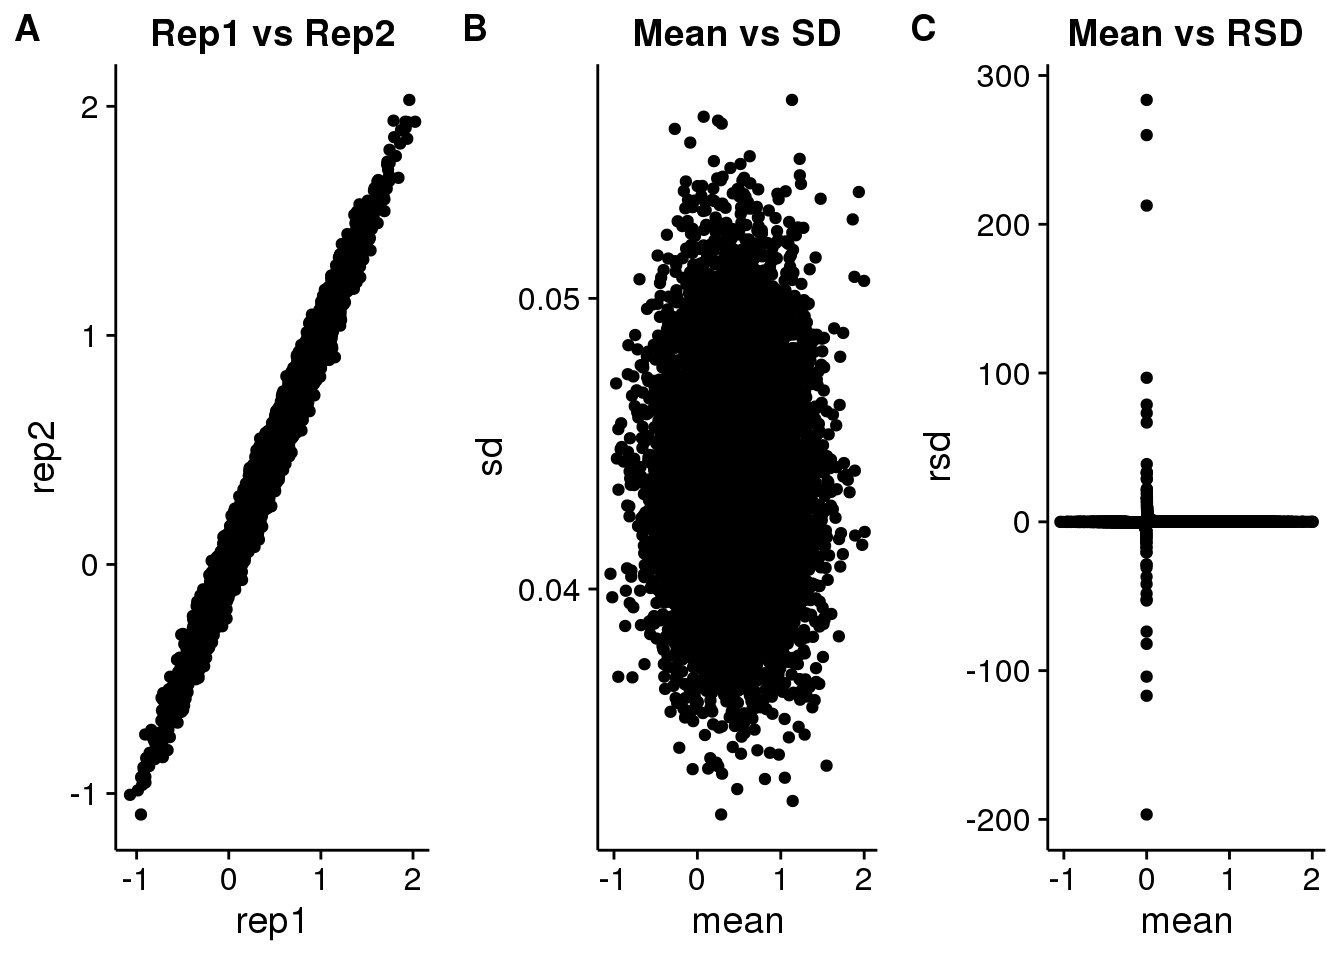 A
Rep1 vs Rep2
2
1
0
-1
rep2
-1 0 1 2
rep1
B
Mean vs SD
0.05
0.04
sd
-1 0 1 2
mean
C
Mean vs RSD
300
200
100
0
-100
-200
rsd
-1 0 1 2
mean